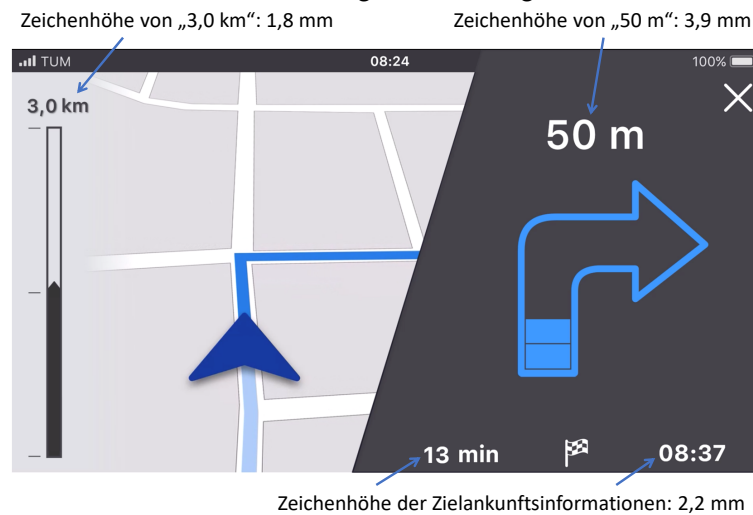 Zeichenhöhe von „3,0 km“: 1,8 mm
Zeichenhöhe von „50 m“: 3,9 mm
TUM
08:24
100%
3,0 km
50 m
13 min
08:37
Zeichenhöhe der Zielankunftsinformationen: 2,2 mm